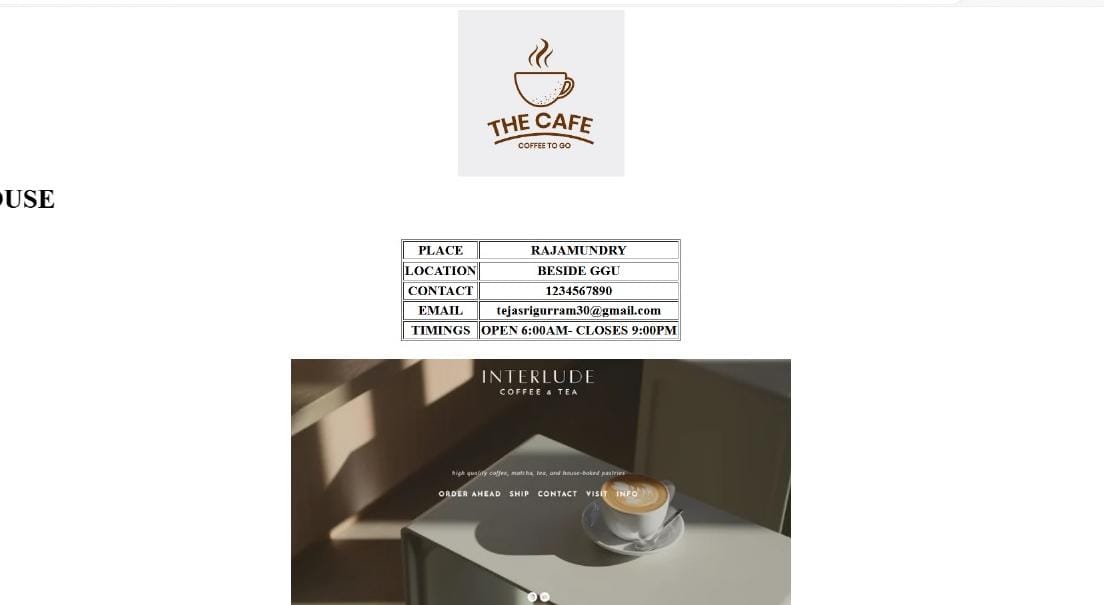 THE CAFE
COFFEE TO GO
OUSE
PLACE RAJAMUNDRY
LOCATION BESIDE GGU
CONTACT 1234567890
EMAIL tejasrigurram30@gmail.com
TIMINGS OPEN 6:00AM- CLOSES 9:00PM
INTERLUDE
COFFEE & TEA
high quality coffee, matcha, tea, and house-baked pastries
ORDER AHEAD SHIP CONTACT VISIT INFO